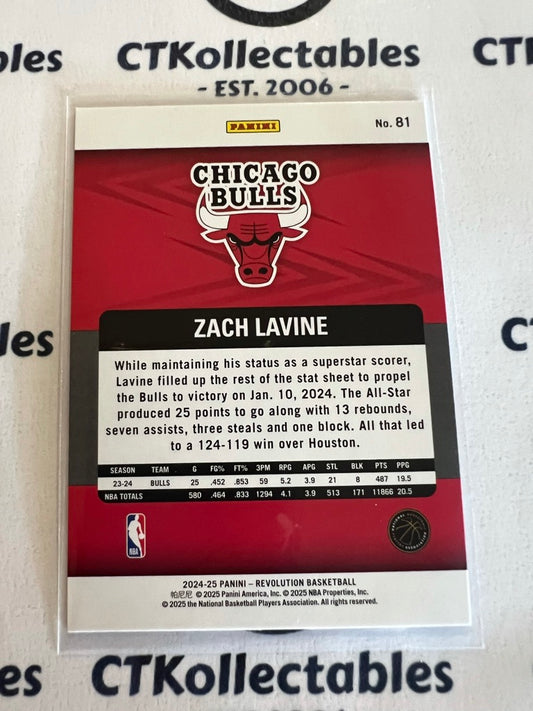 CTKollectables
- EST. 2006 -
PANINI
No. 81
CHICAGO
BULLS
ZACH LAVINE
While maintaining his status as a superstar scorer,
Lavine filled up the rest of the stat sheet to propel
the Bulls to victory on Jan. 10, 2024. The All-Star
produced 25 points to go along with 13 rebounds,
seven assists, three steals and one block. All that led
to a 124-119 win over Houston.
SEASON TEAM G FG% FT% 3PM RPG APG STL BLK PTS PPG
23-24 BULLS 25 .452 .853 59 5.2 3.9 21 8 487 19.5
NBA TOTALS 580 .464 .833 1294 4.1 3.9 513 171 11866 20.5
NBA
2024-25 PANINI – REVOLUTION BASKETBALL
帕尼尼 © 2025 Panini America, Inc. © 2025 NBA Properties, Inc.
© 2025 the National Basketball Players Association. All rights reserved.
CTKollectables